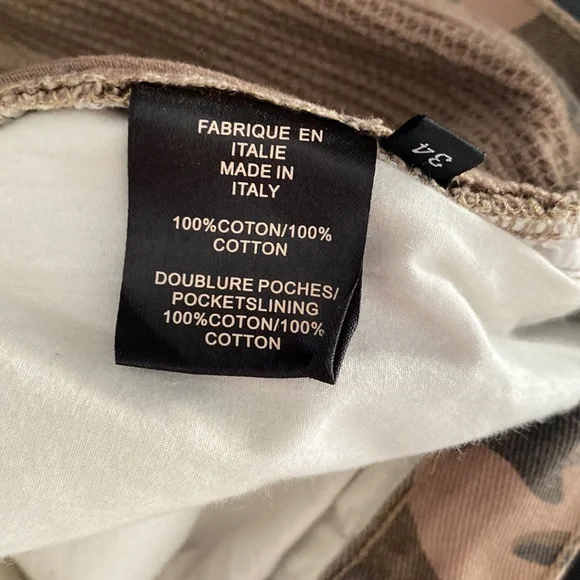 FABRIQUE EN
ITALIE
MADE IN
ITALY
100%COTON/100%
COTTON
DOUBLURE POCHES/
POCKETSLINING
100%COTON/100%
COTTON
34